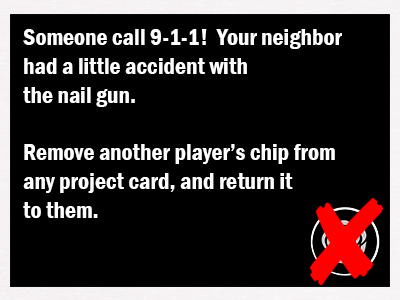 Someone call 9-1-1!  Your neighbor
had a little accident with
the nail gun.
Remove another player’s chip from
any project card, and return it
to them.